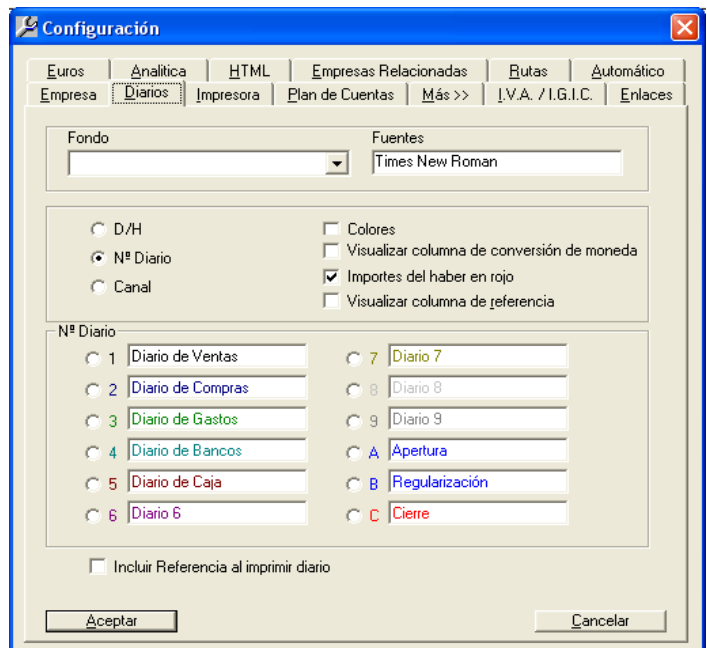 Configuración
Euros Analitica HTML Empresas Relacionadas Rutas Automático
Empresa Diarios Impresora Plan de Cuentas Más >> I.V.A. / I.G.I.C. Enlaces
Fondo Fuentes
Times New Roman
D/H Colores
Visualizar columna de conversión de moneda
Nº Diario
Importes del haber en rojo
Canal
Visualizar columna de referencia
Nº Diario
1 Diario de Ventas 7 Diario 7
2 Diario de Compras 8 Diario 8
3 Diario de Gastos 9 Diario 9
4 Diario de Bancos A Apertura
5 Diario de Caja B Regularización
6 Diario 6 C Cierre
Incluir Referencia al imprimir diario
Aceptar Cancelar